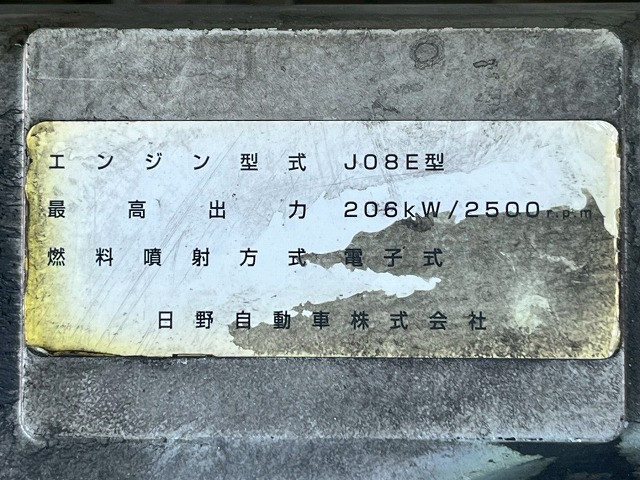 エンジン型式 J08E型
最高出力 206kW/2500r.p.m
燃料噴射方式 電子式
日野自動車株式会社